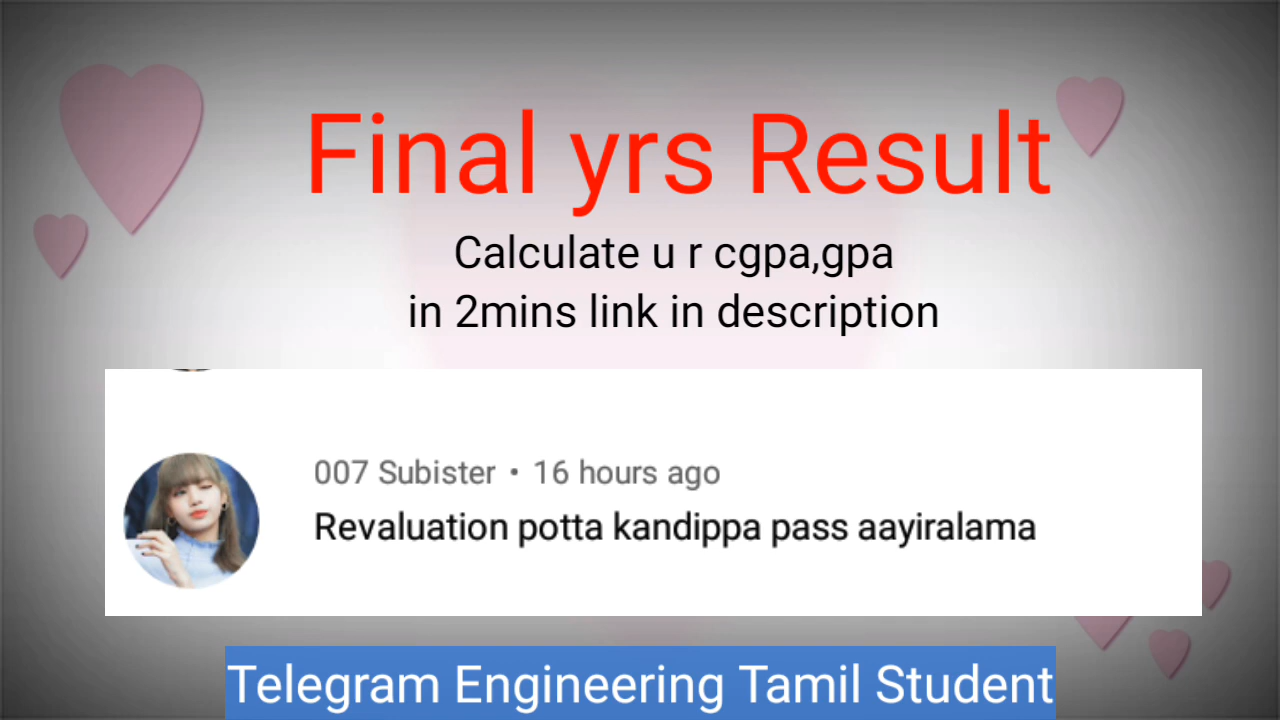 Final yrs Result
Calculate u r cgpa,gpa
in 2mins link in description
007 Subister • 16 hours ago
Revaluation potta kandippa pass aayiralama
Telegram Engineering Tamil Student